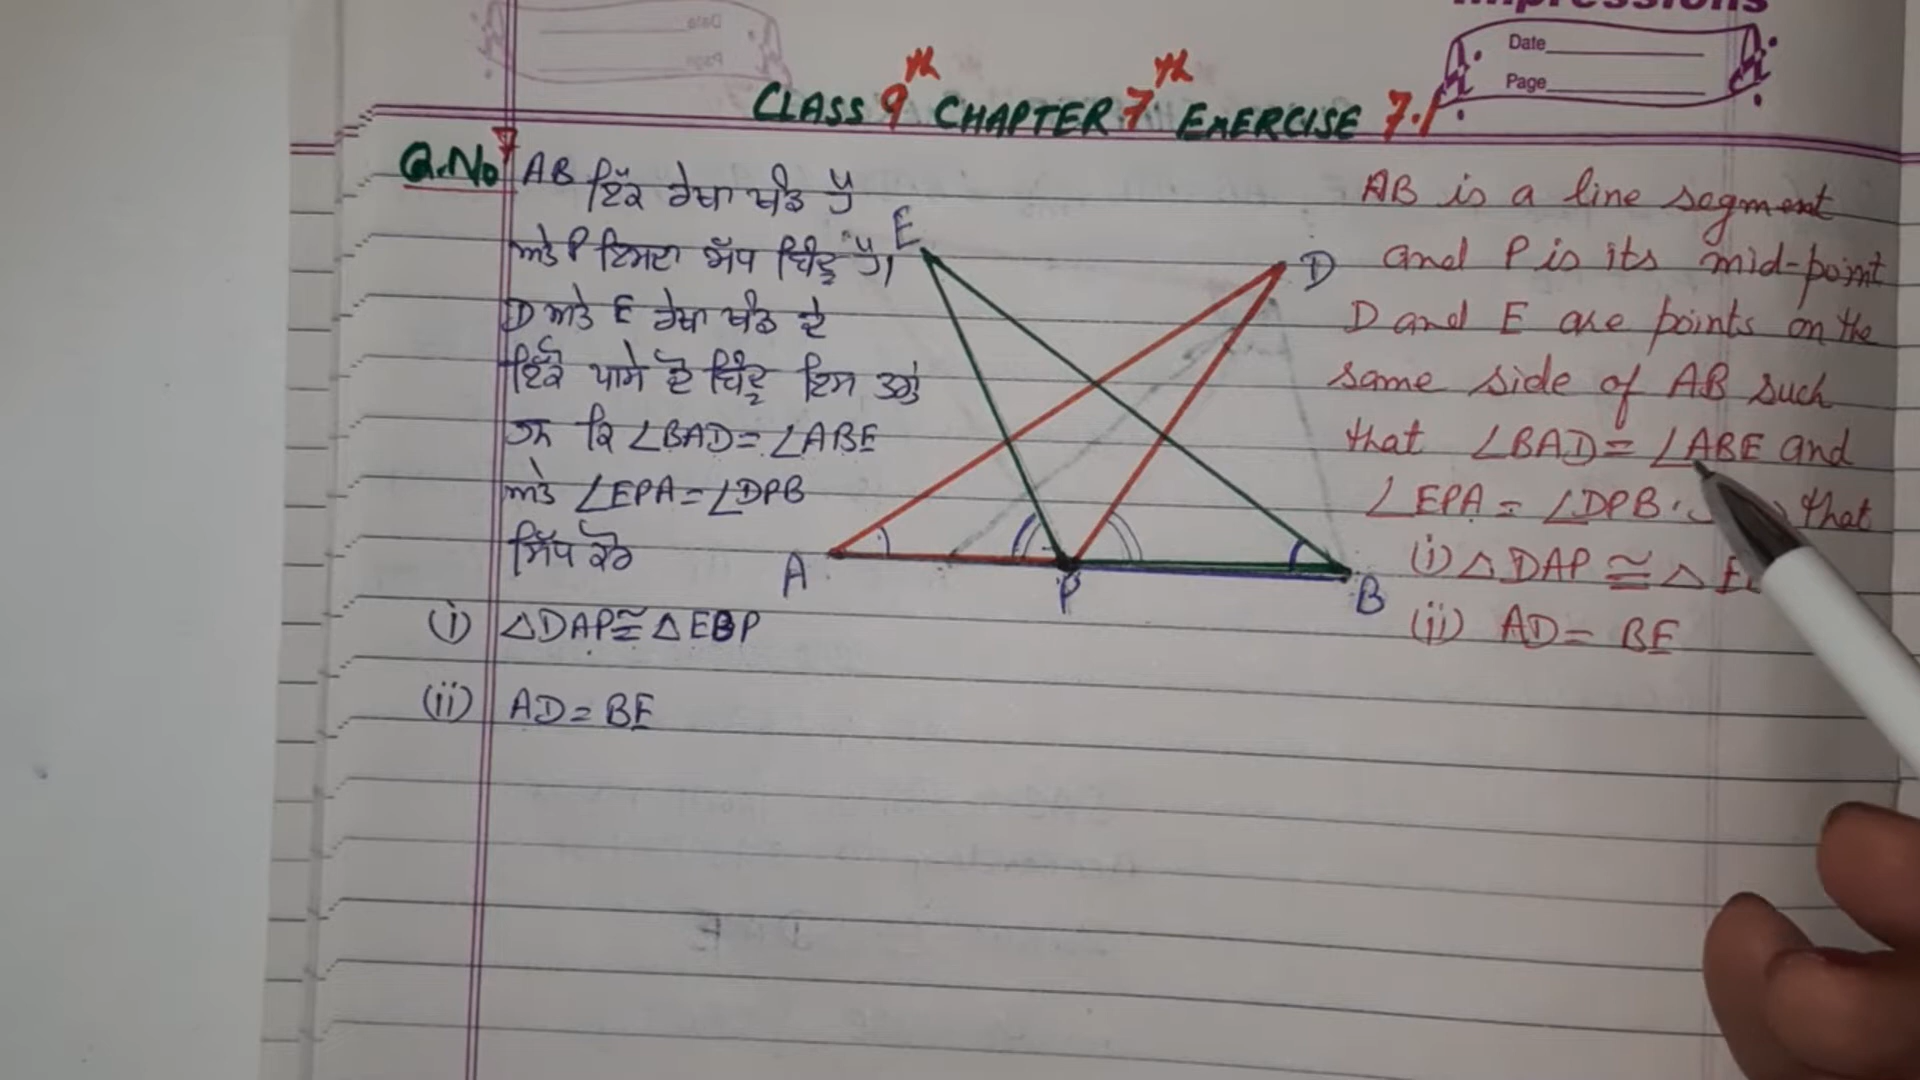 Impressions
Date
Page
CLASS 9th CHAPTER 7th EXERCISE 7.1
Q.No 7 AB ਇੱਕ ਰੇਖਾ ਖੰਡ ਹੈ
ਅਤੇ P ਇਸਦਾ ਮੱਧ ਬਿੰਦੂ ਹੈ।
D ਅਤੇ E ਰੇਖਾ ਖੰਡ ਦੇ
ਇੱਕੋ ਪਾਸੇ ਦੋ ਬਿੰਦੂ ਇਸ ਤਰ੍ਹਾਂ
ਹਨ ਕਿ ∠BAD = ∠ABE
ਅਤੇ ∠EPA = ∠DPB
ਸਿੱਧ ਕਰੋ
(i) △DAP ≅ △EBP
(ii) AD = BE
E
D
A
P
B
AB is a line segment
and P is its mid-point
D and E are points on the
same side of AB such
that ∠BAD = ∠ABE and
∠EPA = ∠DPB. that
(i) △DAP ≅ △
(ii) AD = BE